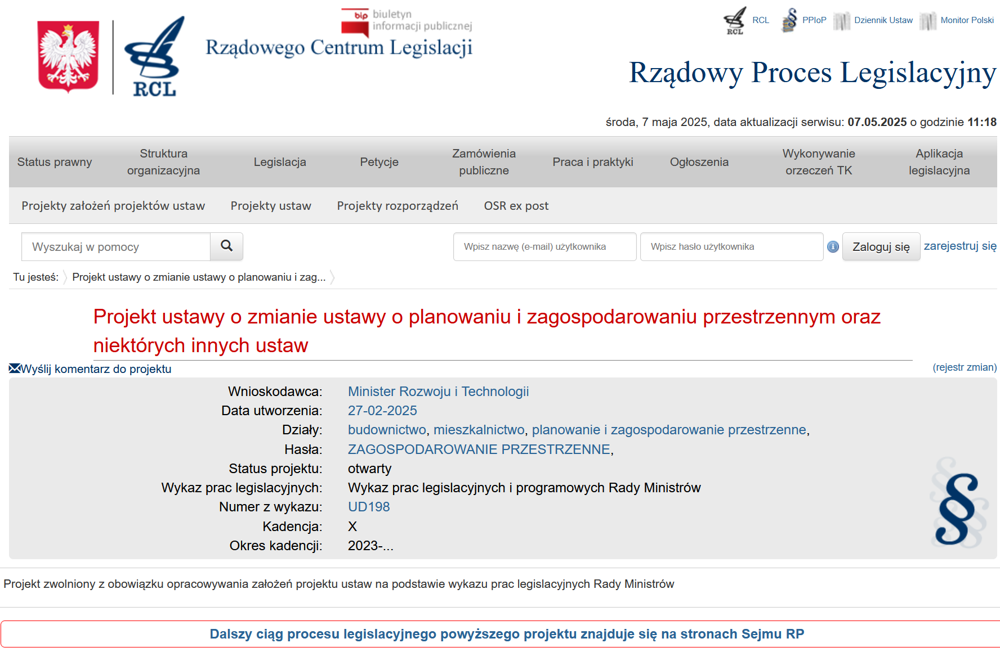 bip biuletyn
informacji publicznej
Rządowego Centrum Legislacji
RCL
RCL
RCL
PPIoP
Dziennik Ustaw
Monitor Polski
Rządowy Proces Legislacyjny
środa, 7 maja 2025, data aktualizacji serwisu: 07.05.2025 o godzinie 11:18
Status prawny
Struktura
organizacyjna
Legislacja
Petycje
Zamówienia
publiczne
Praca i praktyki
Ogłoszenia
Wykonywanie
orzeczeń TK
Aplikacja
legislacyjna
Projekty założeń projektów ustaw
Projekty ustaw
Projekty rozporządzeń
OSR ex post
Wyszukaj w pomocy
Wpisz nazwę (e-mail) użytkownika
Wpisz hasło użytkownika
Zaloguj się
zarejestruj się
Tu jesteś: Projekt ustawy o zmianie ustawy o planowaniu i zag...
Projekt ustawy o zmianie ustawy o planowaniu i zagospodarowaniu przestrzennym oraz
niektórych innych ustaw
Wyślij komentarz do projektu
(rejestr zmian)
Wnioskodawca: Minister Rozwoju i Technologii
Data utworzenia: 27-02-2025
Działy: budownictwo, mieszkalnictwo, planowanie i zagospodarowanie przestrzenne,
Hasła: ZAGOSPODAROWANIE PRZESTRZENNE,
Status projektu: otwarty
Wykaz prac legislacyjnych: Wykaz prac legislacyjnych i programowych Rady Ministrów
Numer z wykazu: UD198
Kadencja: X
Okres kadencji: 2023-...
§
Projekt zwolniony z obowiązku opracowywania założeń projektu ustaw na podstawie wykazu prac legislacyjnych Rady Ministrów
Dalszy ciąg procesu legislacyjnego powyższego projektu znajduje się na stronach Sejmu RP